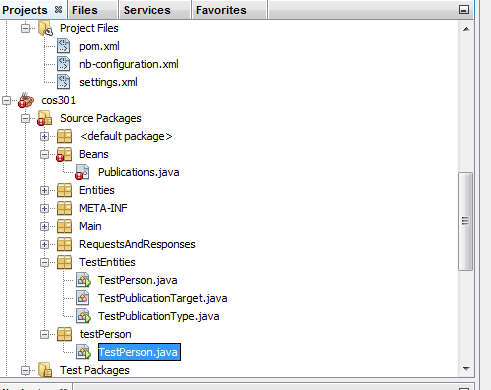 Projects Files Services Favorites
Project Files
pom.xml
nb-configuration.xml
settings.xml
cos301
Source Packages
<default package>
Beans
Publications.java
Entities
META-INF
Main
RequestsAndResponses
TestEntities
TestPerson.java
TestPublicationTarget.java
TestPublicationType.java
testPerson
TestPerson.java
Test Packages